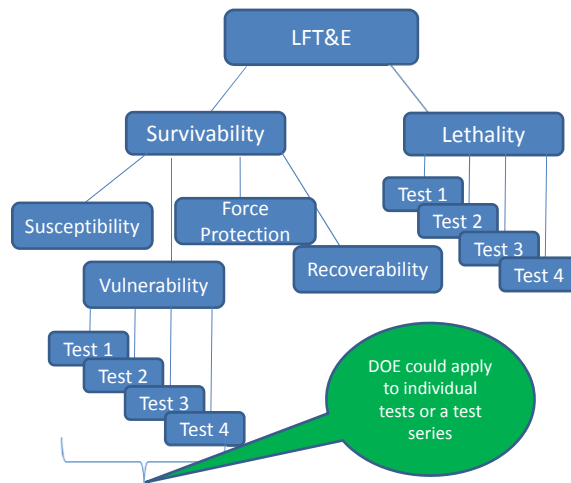 LFT&E
Survivability
Lethality
Susceptibility
Force
Protection
Recoverability
Vulnerability
Test 1
Test 2
Test 3
Test 4
Test 1
Test 2
Test 3
Test 4
DOE could apply
to individual
tests or a test
series